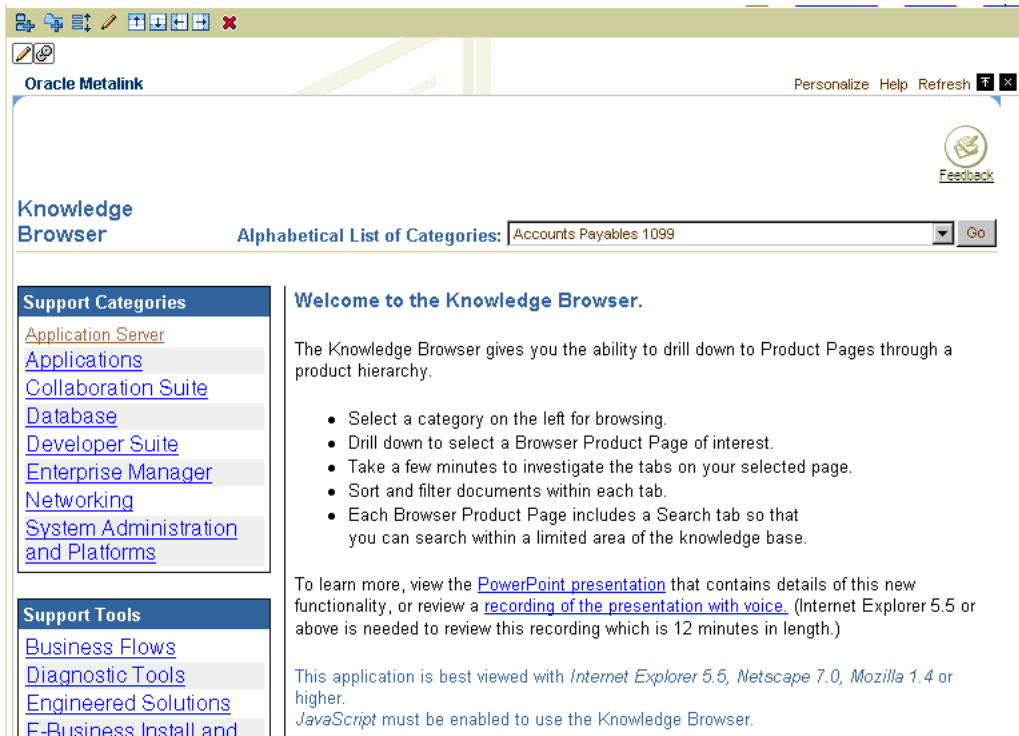 Oracle Metalink
Personalize Help Refresh
Feedback
Knowledge
Browser
Alphabetical List of Categories: Accounts Payables 1099 Go
Support Categories
Application Server
Applications
Collaboration Suite
Database
Developer Suite
Enterprise Manager
Networking
System Administration
and Platforms
Support Tools
Business Flows
Diagnostic Tools
Engineered Solutions
E-Business Install and
Welcome to the Knowledge Browser.
The Knowledge Browser gives you the ability to drill down to Product Pages through a
product hierarchy.
• Select a category on the left for browsing.
• Drill down to select a Browser Product Page of interest.
• Take a few minutes to investigate the tabs on your selected page.
• Sort and filter documents within each tab.
• Each Browser Product Page includes a Search tab so that
you can search within a limited area of the knowledge base.
To learn more, view the PowerPoint presentation that contains details of this new
functionality, or review a recording of the presentation with voice. (Internet Explorer 5.5 or
above is needed to review this recording which is 12 minutes in length.)
This application is best viewed with Internet Explorer 5.5, Netscape 7.0, Mozilla 1.4 or
higher.
JavaScript must be enabled to use the Knowledge Browser.